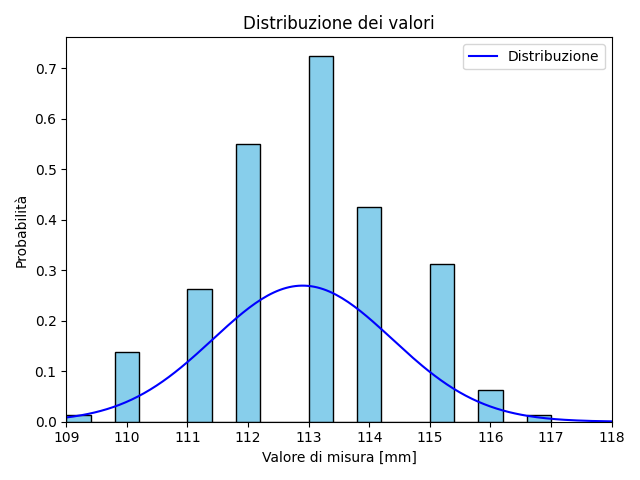 Distribuzione dei valori
Distribuzione
Probabilità
0.7
0.6
0.5
0.4
0.3
0.2
0.1
0.0
109 110 111 112 113 114 115 116 117 118
Valore di misura [mm]